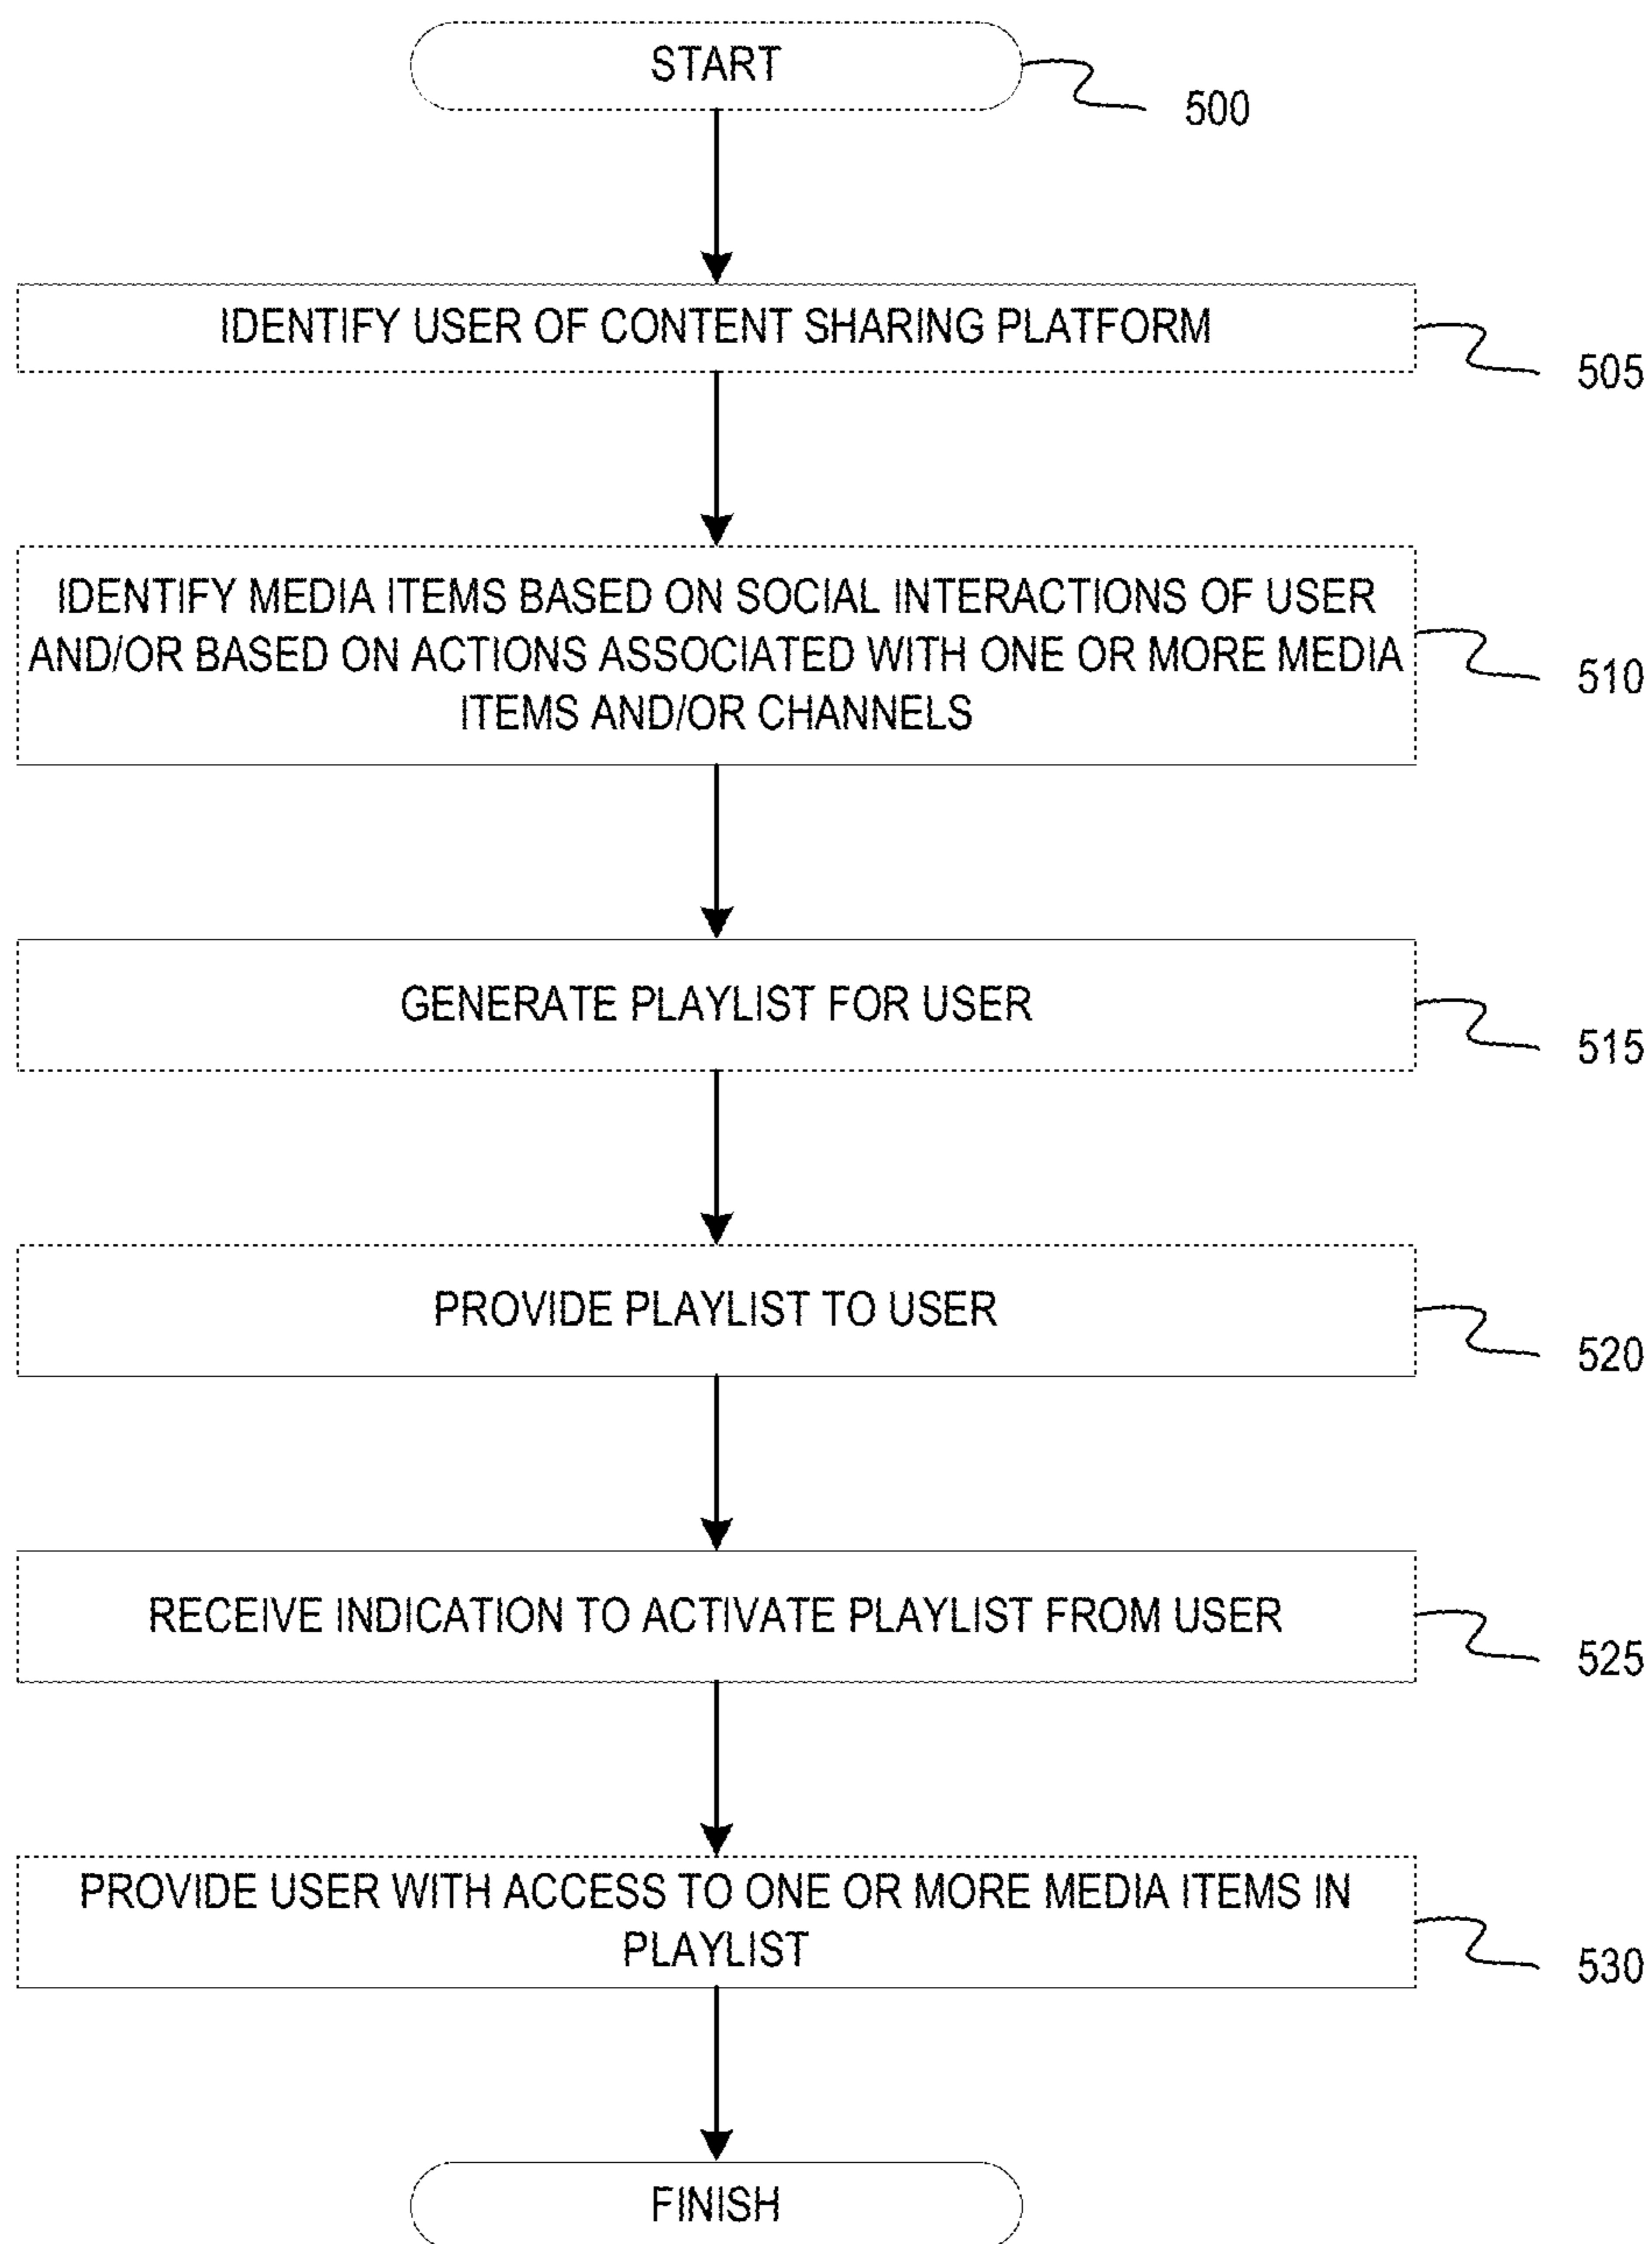 START
500
IDENTIFY USER OF CONTENT SHARING PLATFORM
505
IDENTIFY MEDIA ITEMS BASED ON SOCIAL INTERACTIONS OF USER
AND/OR BASED ON ACTIONS ASSOCIATED WITH ONE OR MORE MEDIA
ITEMS AND/OR CHANNELS
510
GENERATE PLAYLIST FOR USER
515
PROVIDE PLAYLIST TO USER
520
RECEIVE INDICATION TO ACTIVATE PLAYLIST FROM USER
525
PROVIDE USER WITH ACCESS TO ONE OR MORE MEDIA ITEMS IN
PLAYLIST
530
FINISH